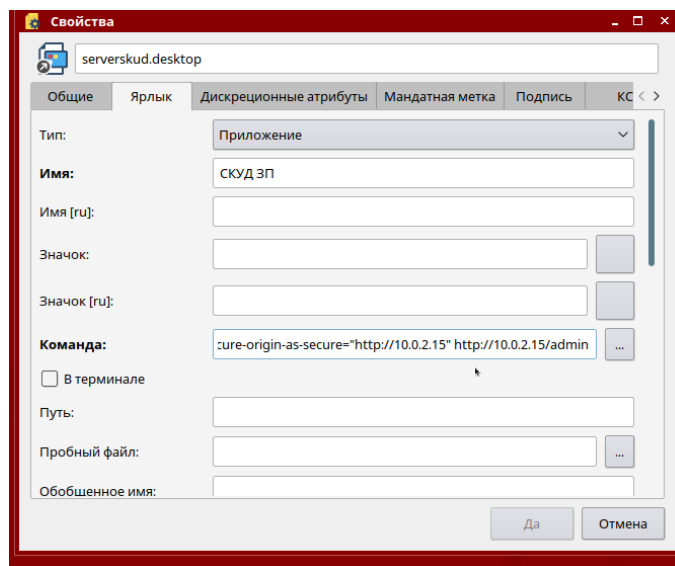 Свойства
serverskud.desktop
Общие Ярлык Дискреционные атрибуты Мандатная метка Подпись КС
Тип: Приложение
Имя: СКУД ЗП
Имя [ru]:
Значок:
Значок [ru]:
Команда: cure-origin-as-secure="http://10.0.2.15" http://10.0.2.15/admin ...
В терминале
Путь:
Пробный файл: ...
Обобщенное имя:
Да Отмена